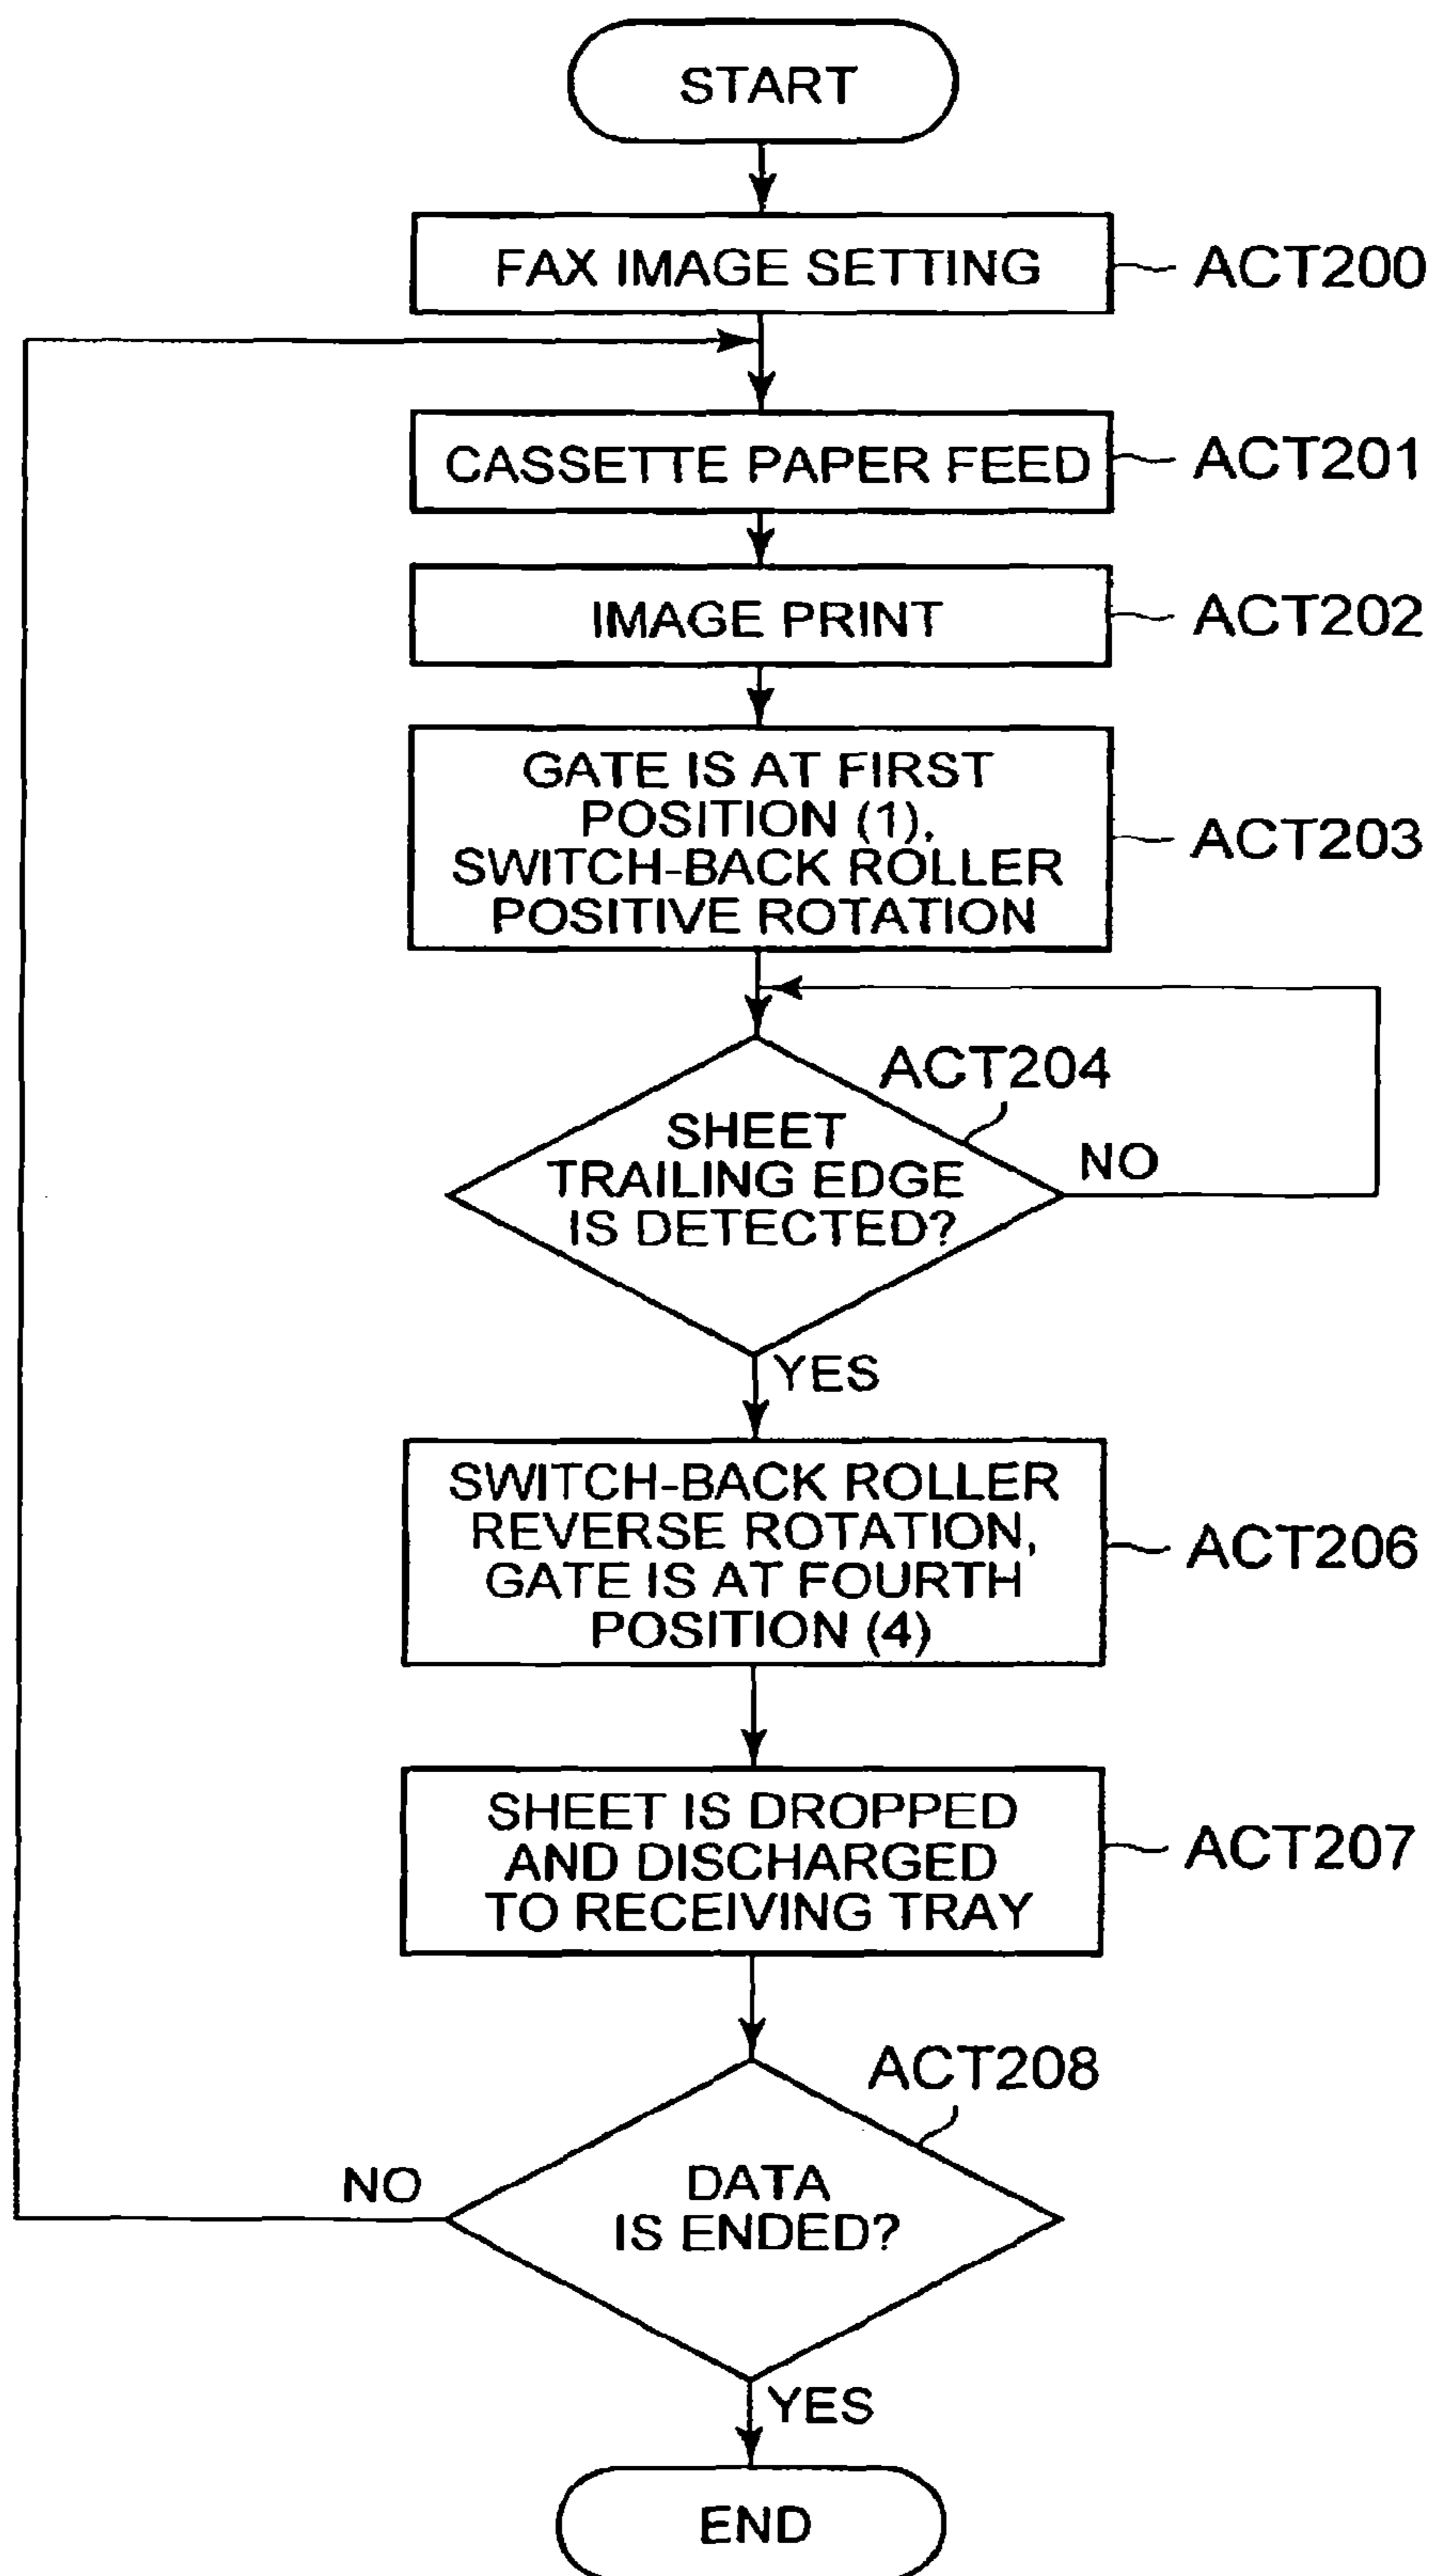 START
FAX IMAGE SETTING
ACT200
CASSETTE PAPER FEED
ACT201
IMAGE PRINT
ACT202
GATE IS AT FIRST
POSITION (1),
SWITCH-BACK ROLLER
POSITIVE ROTATION
ACT203
ACT204
SHEET
TRAILING EDGE
IS DETECTED?
NO
YES
SWITCH-BACK ROLLER
REVERSE ROTATION,
GATE IS AT FOURTH
POSITION (4)
ACT206
SHEET IS DROPPED
AND DISCHARGED
TO RECEIVING TRAY
ACT207
ACT208
DATA
IS ENDED?
NO
YES
END